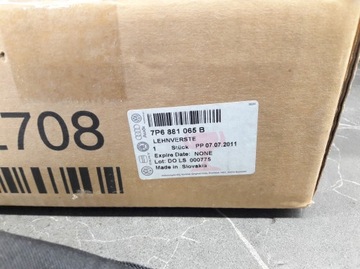 708
7P6 881 065 B
LEHNVERSTE
1 Stück PP 07.07.2011
Expire Date: NONE
Lot: DO LS 000775
Made in Slovakia